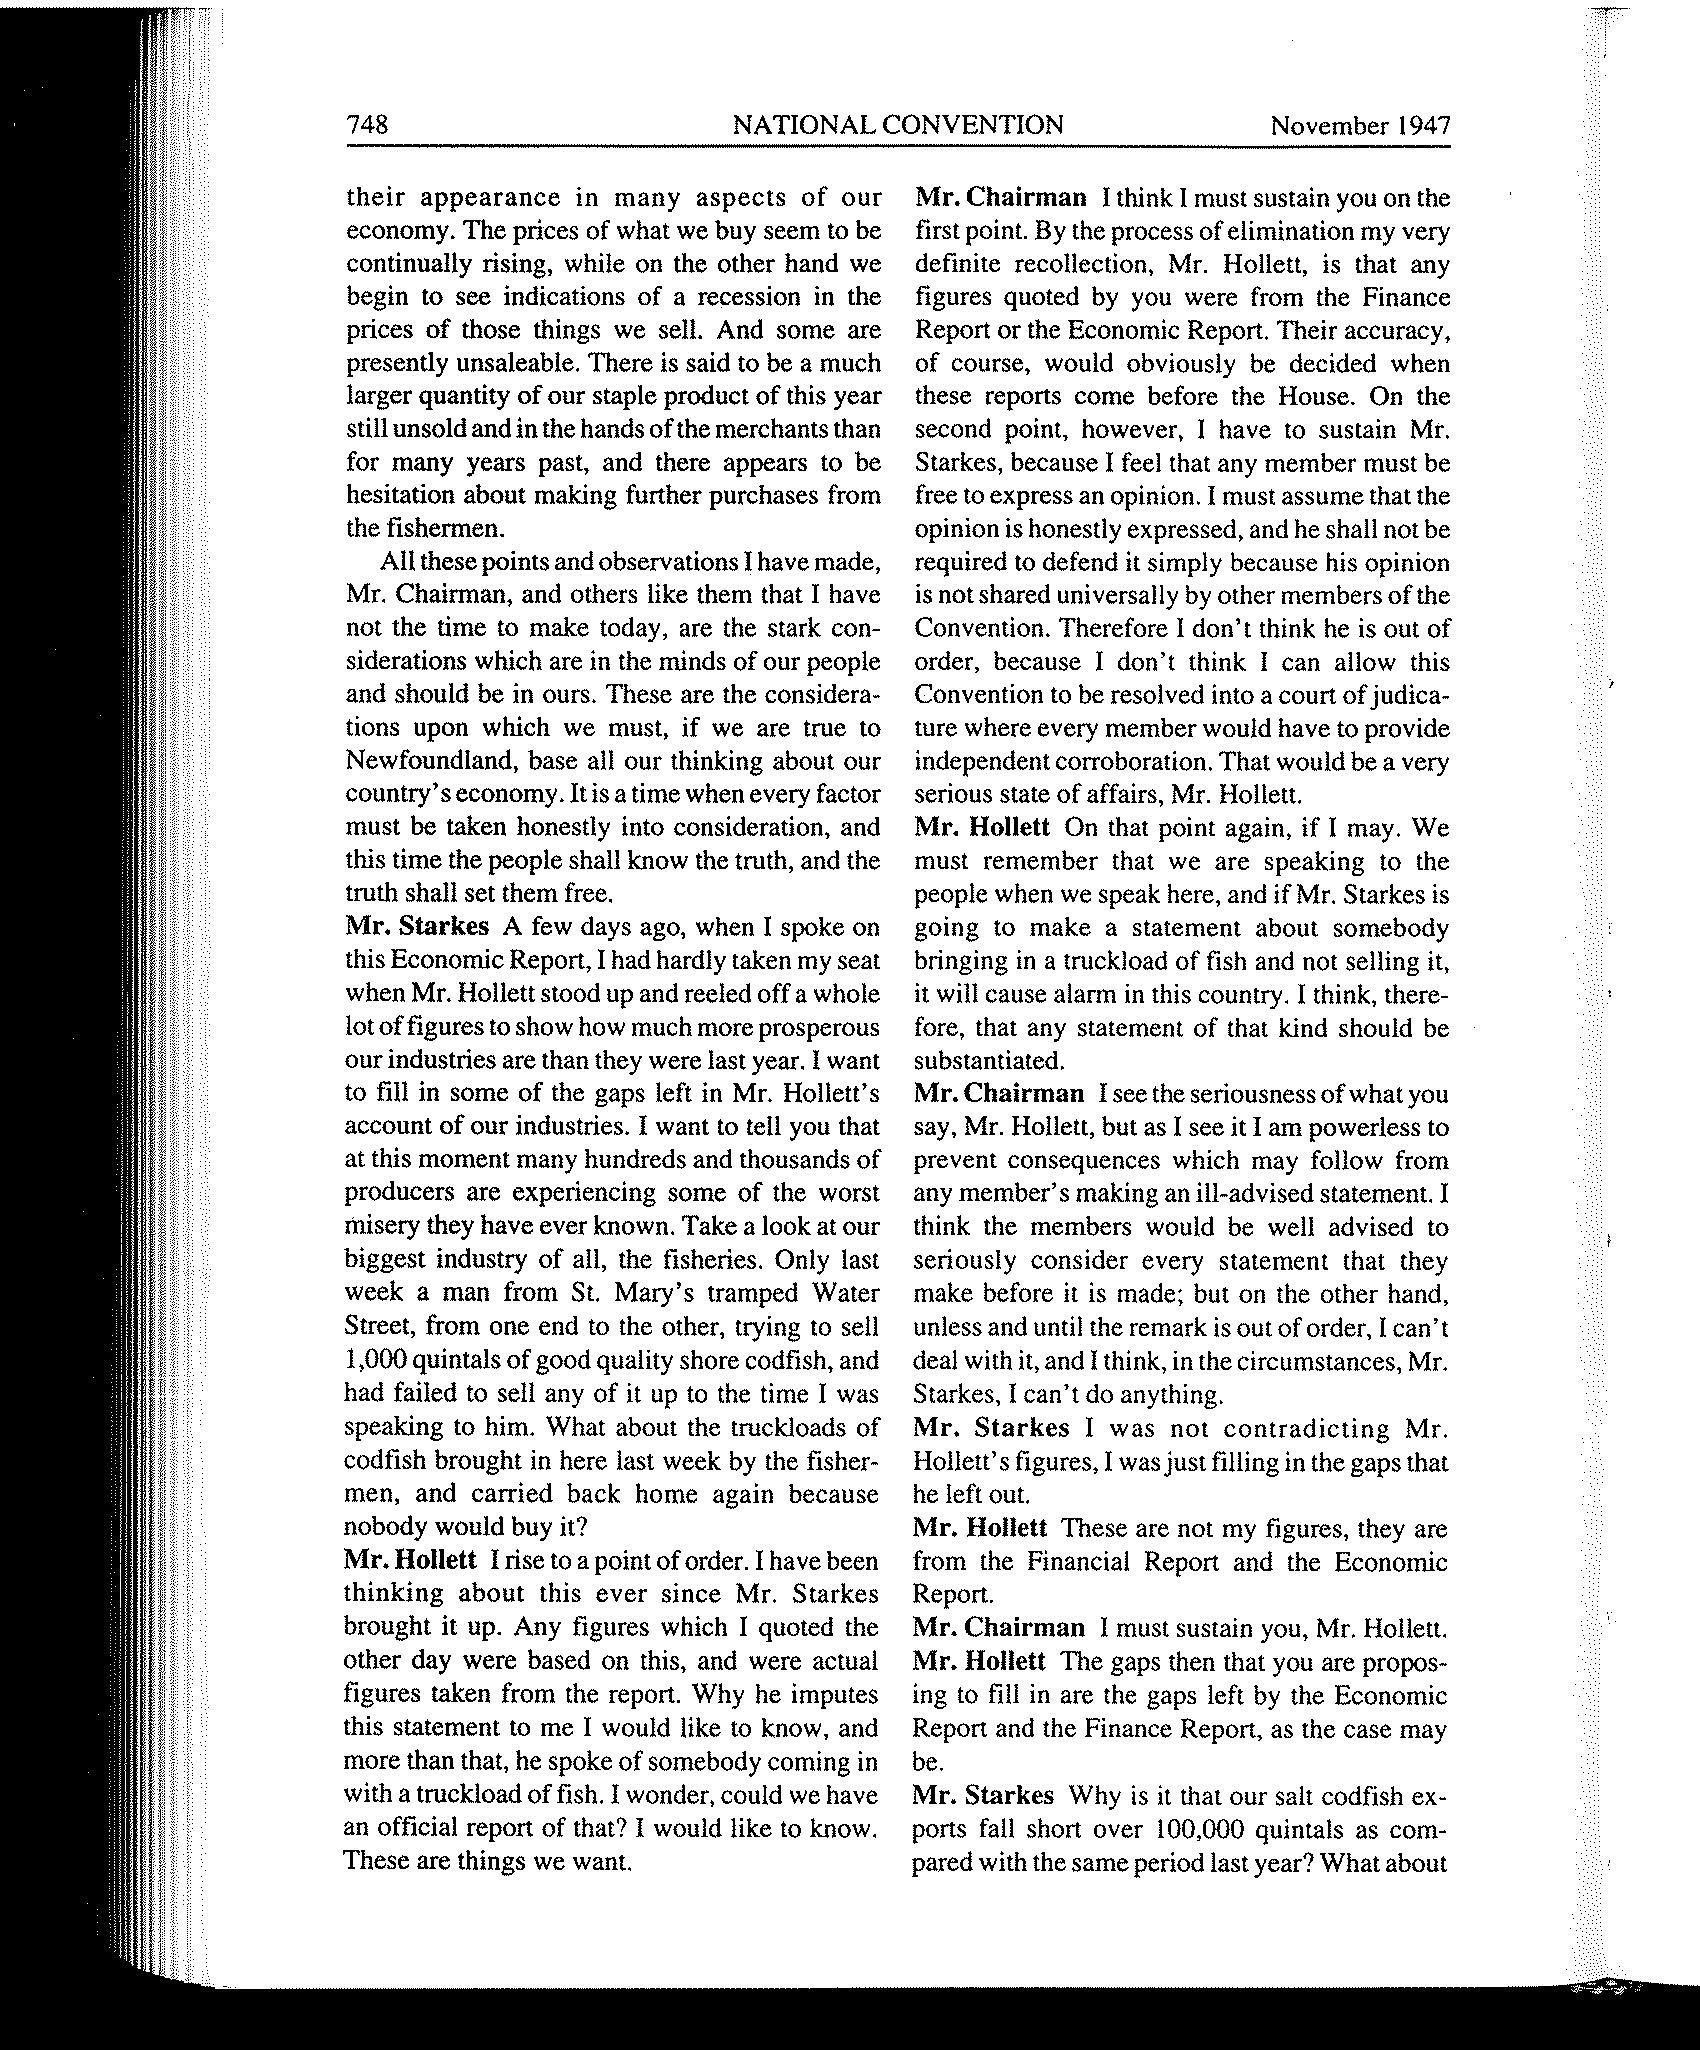 748 NATIONAL CONVENTION November 1947
their appearance in many aspects of our
economy. The prices of what we buy seem to be
continually rising, while on the other hand we
begin to see indications of a recession in the
prices of those things we sell. And some are
presently unsaleable. There is said to be a much
larger quantity of our staple product of this year
still unsold and in the hands of the merchants than
for many years past, and there appears to be
hesitation about making further purchases from
the fishermen.
All these points and observations I have made,
Mr. Chairman, and others like them that I have
not the time to make today, are the stark con-
siderations which are in the minds of our people
and should be in ours. These are the considera-
tions upon which we must, if we are true to
Newfoundland, base all our thinking about our
country's economy. It is a time when every factor
must be taken honestly into consideration, and
this time the people shall know the truth, and the
truth shall set them free.
Mr. Starkes A few days ago, when I spoke on
this Economic Report, I had hardly taken my seat
when Mr. Hollett stood up and reeled off a whole
lot of figures to show how much more prosperous
our industries are than they were last year. I want
to fill in some of the gaps left in Mr. Hollett's
account of our industries. I want to tell you that
at this moment many hundreds and thousands of
producers are experiencing some of the worst
misery they have ever known. Take a look at our
biggest industry of all, the fisheries. Only last
week a man from St. Mary's tramped Water
Street, from one end to the other, trying to sell
1,000 quintals of good quality shore codfish, and
had failed to sell any of it up to the time I was
speaking to him. What about the truckloads of
codfish brought in here last week by the fisher-
men, and carried back home again because
nobody would buy it?
Mr. Hollett I rise to a point of order. I have been
thinking about this ever since Mr. Starkes
brought it up. Any figures which I quoted the
other day were based on this, and were actual
figures taken from the report. Why he imputes
this statement to me I would like to know, and
more than that, he spoke of somebody coming in
with a truckload of fish. I wonder, could we have
an official report of that? I would like to know.
These are things we want.
Mr. Chairman I think I must sustain you on the
first point. By the process of elimination my very
definite recollection, Mr. Hollett, is that any
figures quoted by you were from the Finance
Report or the Economic Report. Their accuracy,
of course, would obviously be decided when
these reports come before the House. On the
second point, however, I have to sustain Mr.
Starkes, because I feel that any member must be
free to express an opinion. I must assume that the
opinion is honestly expressed, and he shall not be
required to defend it simply because his opinion
is not shared universally by other members of the
Convention. Therefore I don't think he is out of
order, because I don't think I can allow this
Convention to be resolved into a court of judica-
ture where every member would have to provide
independent corroboration. That would be a very
serious state of affairs, Mr. Hollett.
Mr. Hollett On that point again, if I may. We
must remember that we are speaking to the
people when we speak here, and if Mr. Starkes is
going to make a statement about somebody
bringing in a truckload of fish and not selling it,
it will cause alarm in this country. I think, there-
fore, that any statement of that kind should be
substantiated.
Mr. Chairman I see the seriousness of what you
say, Mr. Hollett, but as I see it I am powerless to
prevent consequences which may follow from
any member's making an ill-advised statement. I
think the members would be well advised to
seriously consider every statement that they
make before it is made; but on the other hand,
unless and until the remark is out of order, I can't
deal with it, and I think, in the circumstances, Mr.
Starkes, I can't do anything.
Mr. Starkes I was not contradicting Mr.
Hollett's figures, I was just filling in the gaps that
he left out.
Mr. Hollett These are not my figures, they are
from the Financial Report and the Economic
Report.
Mr. Chairman I must sustain you, Mr. Hollett.
Mr. Hollett The gaps then that you are propos-
ing to fill in are the gaps left by the Economic
Report and the Finance Report, as the case may
be.
Mr. Starkes Why is it that our salt codfish ex-
ports fall short over 100,000 quintals as com-
pared with the same period last year? What about